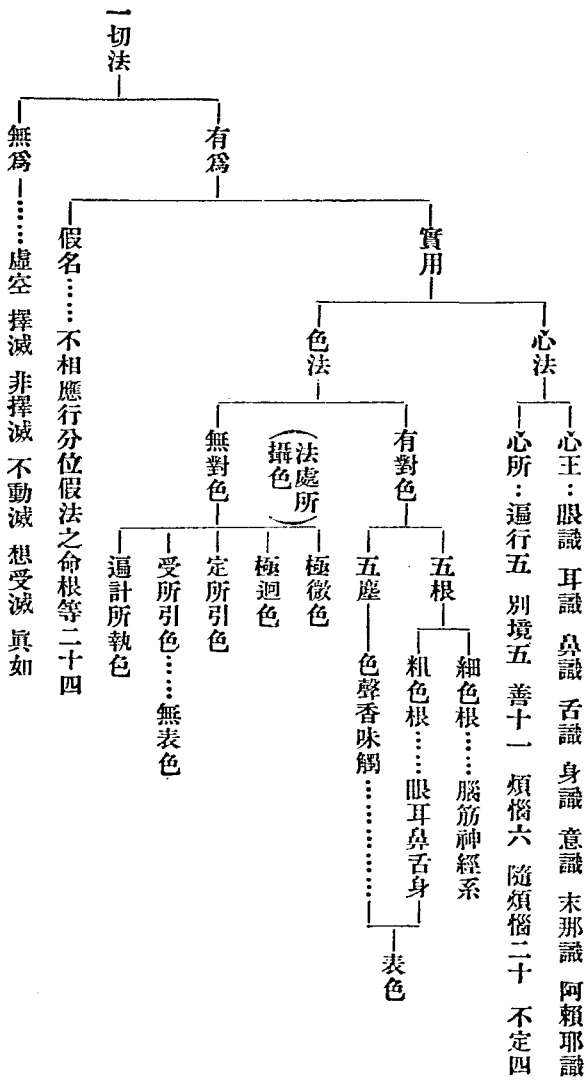 心王：眼識 耳識 鼻識 舌識 身識 意識 末那識 阿賴耶識
心所：遍行五 別境五 善十一 煩惱六 隨煩惱二十 不定四
心法
細色根……腦筋神經系
粗色根……眼耳鼻舌身
五根
五塵
色聲香味觸…………
表色
有對色
實用
色法
（法處所攝色）
無對色
極微色
極迥色
定所引色
受所引色……無表色
遍計所執色
有爲
假名……不相應行分位假法之命根等二十四
一切法
無爲……虛空 擇滅 非擇滅 不動滅 想受滅 眞如